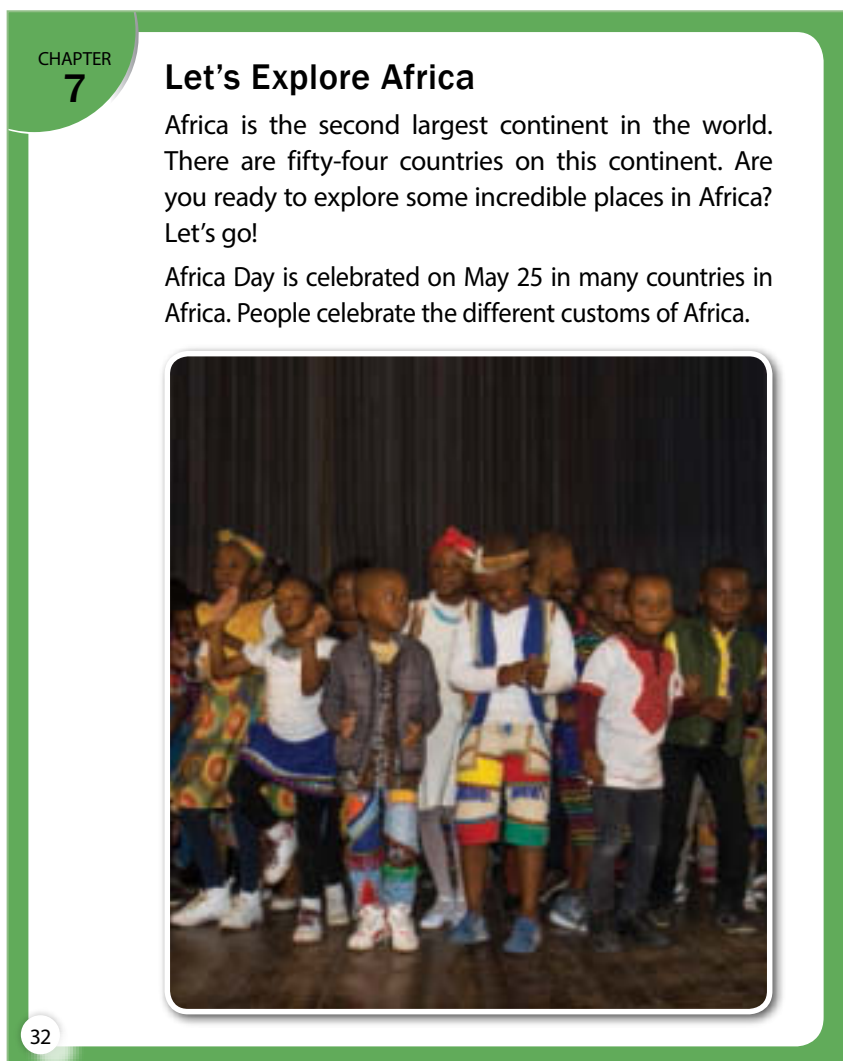 CHAPTER
7
Let's Explore Africa
Africa is the second largest continent in the world.
There are fifty-four countries on this continent. Are
you ready to explore some incredible places in Africa?
Let's go!
Africa Day is celebrated on May 25 in many countries in
Africa. People celebrate the different customs of Africa.
32